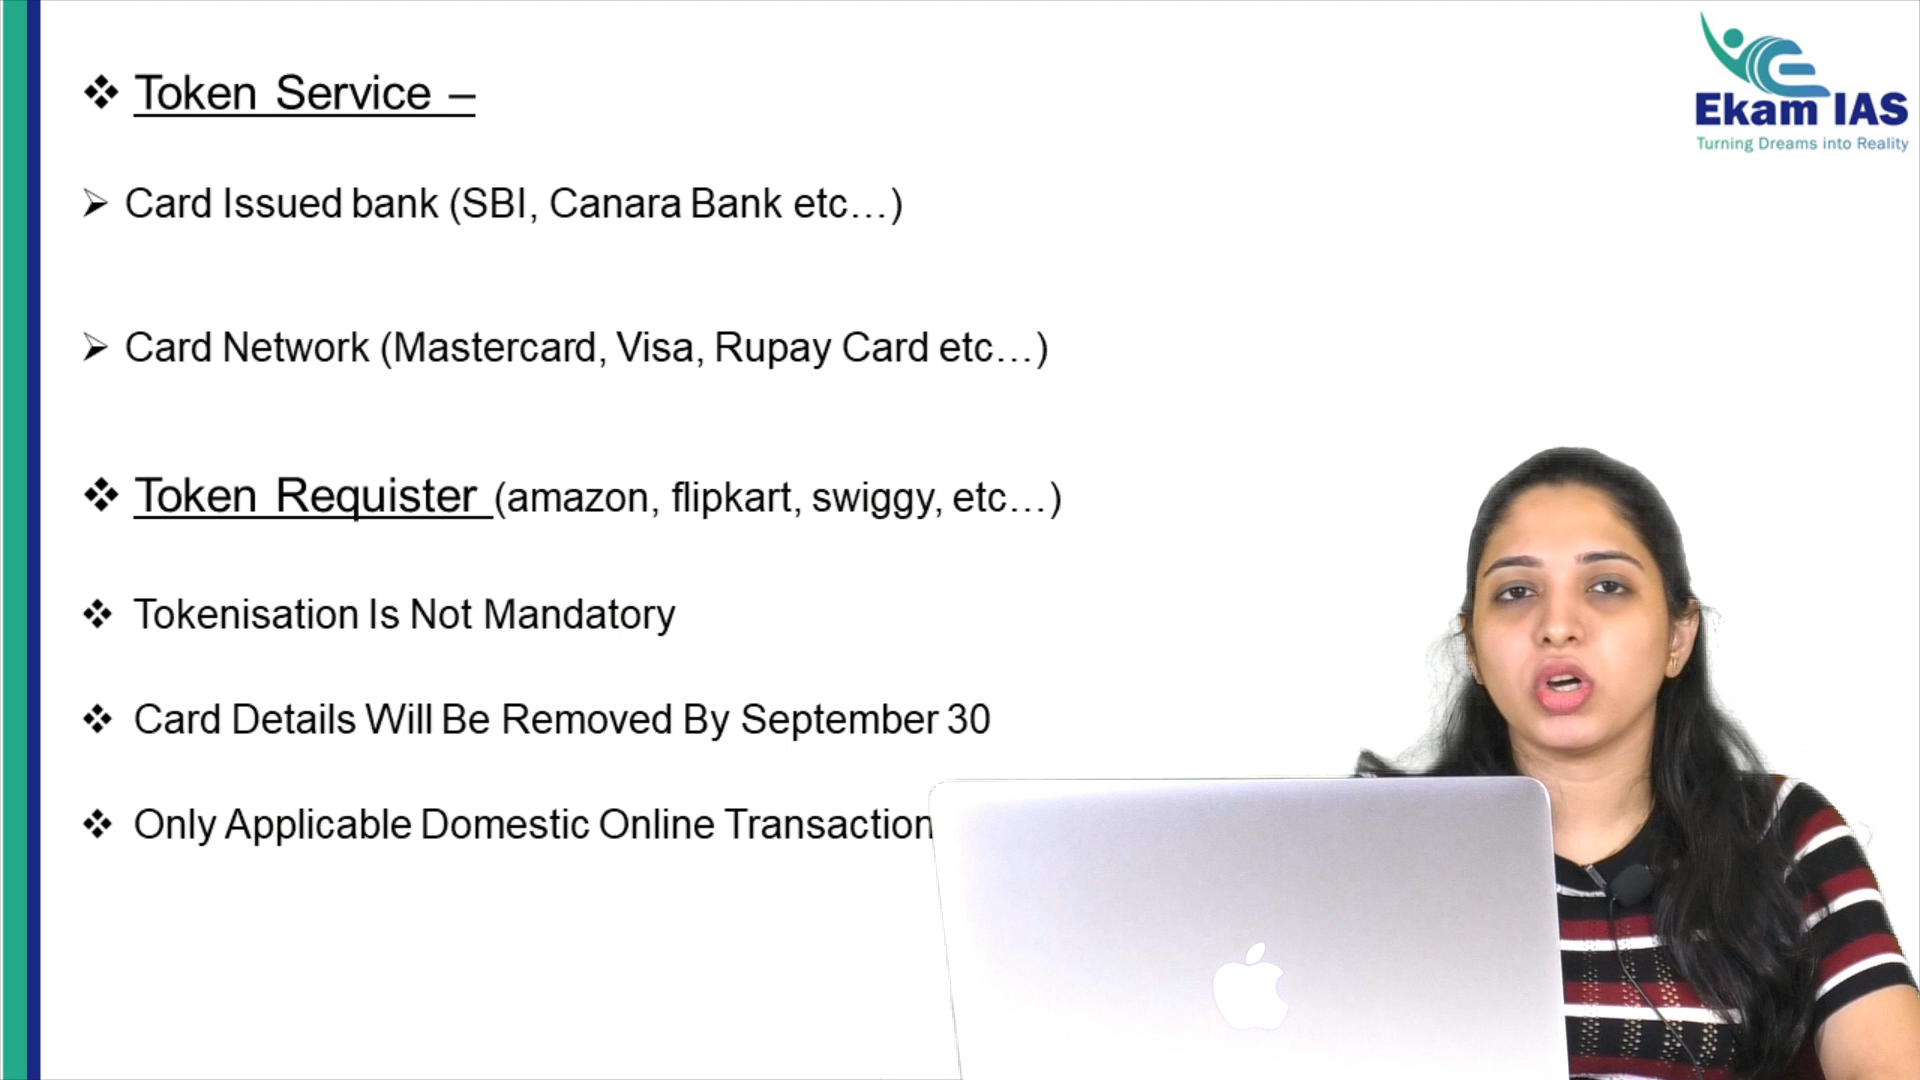 Ekam IAS
Turning Dreams into Reality
Token Service –
Card Issued bank (SBI, Canara Bank etc…)
Card Network (Mastercard, Visa, Rupay Card etc…)
Token Requister (amazon, flipkart, swiggy, etc…)
Tokenisation Is Not Mandatory
Card Details Will Be Removed By September 30
Only Applicable Domestic Online Transaction